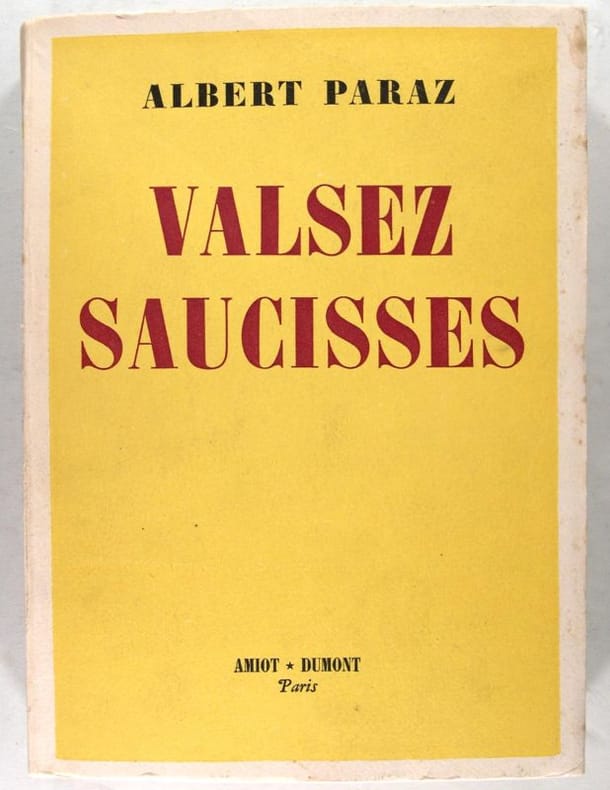 ALBERT PARAZ
VALSEZ
SAUCISSES
AMIOT ★ DUMONT
Paris